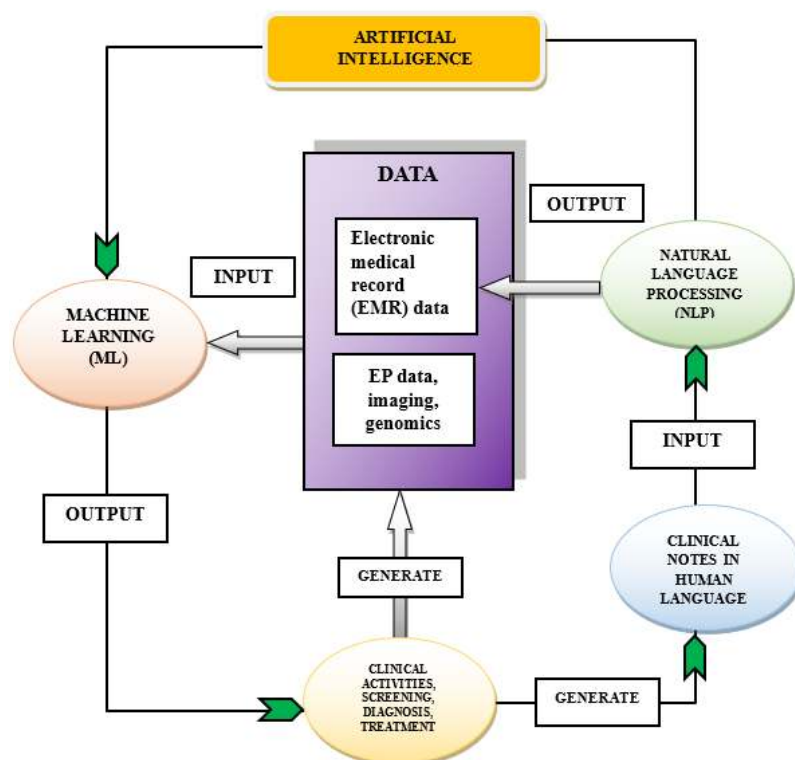 ARTIFICIAL
INTELLIGENCE
DATA
OUTPUT
Electronic
medical
record
(EMR) data
NATURAL
LANGUAGE
PROCESSING
(NLP)
INPUT
MACHINE
LEARNING
(ML)
EP data,
imaging,
genomics
INPUT
OUTPUT
CLINICAL
NOTES IN
HUMAN
LANGUAGE
GENERATE
CLINICAL
ACTIVITIES,
SCREENING,
DIAGNOSIS,
TREATMENT
GENERATE